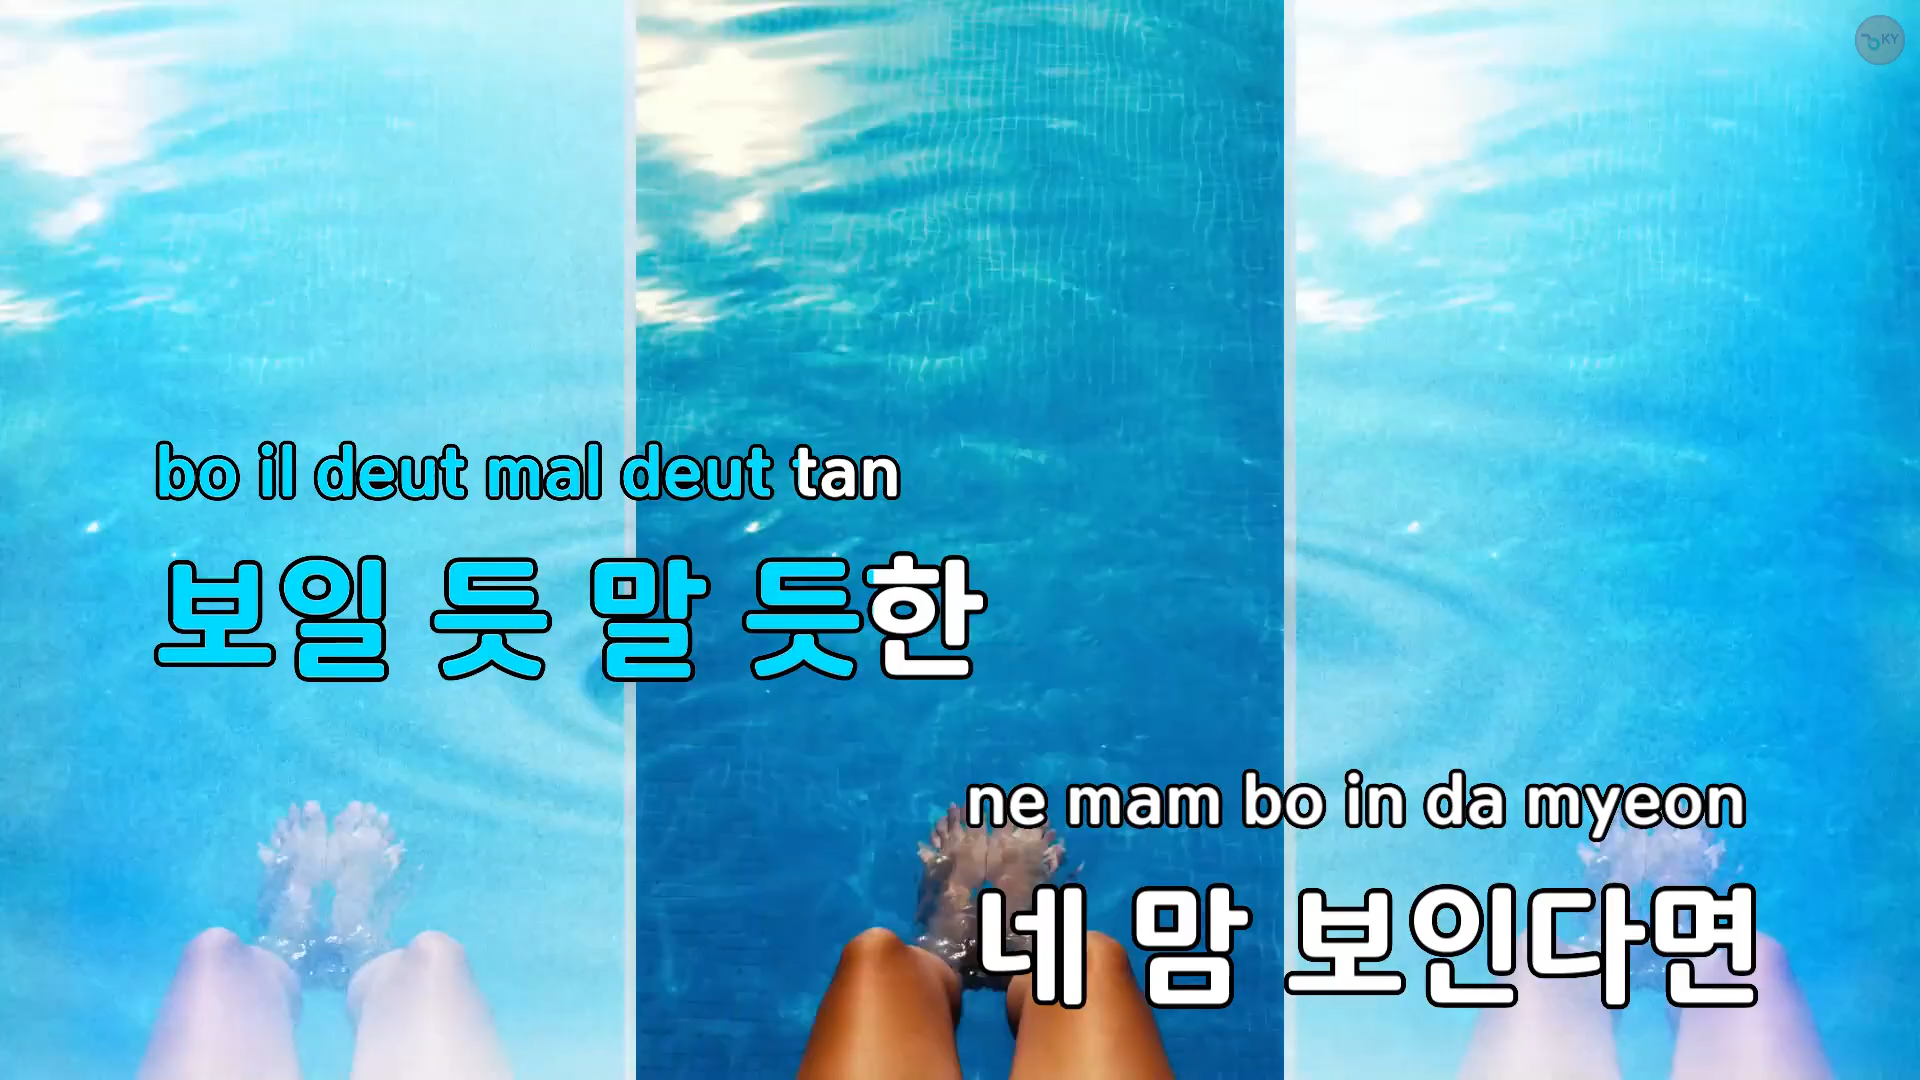 KY
bo il deut mal deut tan
보일 듯 말 듯한
ne mam bo in da myeon
네 맘 보인다면